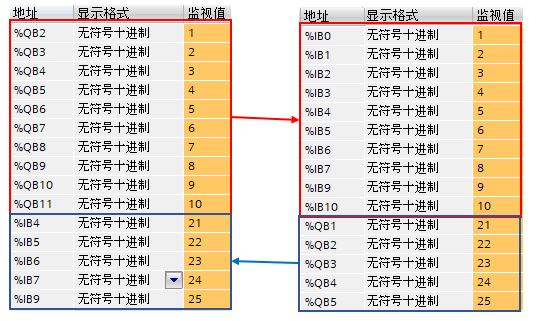 地址 显示格式 监视值
%QB2 无符号十进制 1
%QB3 无符号十进制 2
%QB4 无符号十进制 3
%QB5 无符号十进制 4
%QB6 无符号十进制 5
%QB7 无符号十进制 6
%QB8 无符号十进制 7
%QB9 无符号十进制 8
%QB10 无符号十进制 9
%QB11 无符号十进制 10
%IB4 无符号十进制 21
%IB5 无符号十进制 22
%IB6 无符号十进制 23
%IB7 无符号十进制 24
%IB9 无符号十进制 25
地址 显示格式 监视值
%IB0 无符号十进制 1
%IB1 无符号十进制 2
%IB2 无符号十进制 3
%IB3 无符号十进制 4
%IB4 无符号十进制 5
%IB5 无符号十进制 6
%IB6 无符号十进制 7
%IB7 无符号十进制 8
%IB9 无符号十进制 9
%IB10 无符号十进制 10
%QB1 无符号十进制 21
%QB2 无符号十进制 22
%QB3 无符号十进制 23
%QB4 无符号十进制 24
%QB5 无符号十进制 25